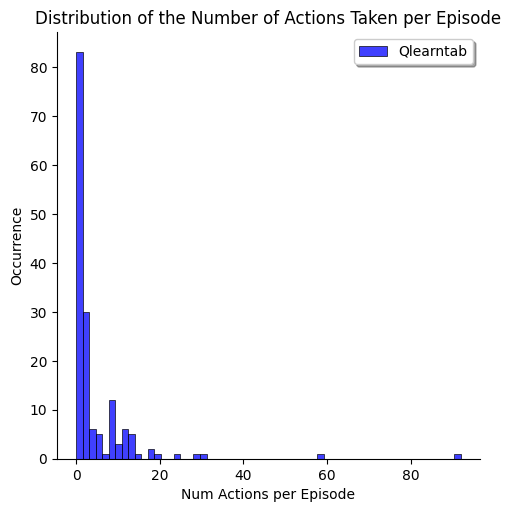 Distribution of the Number of Actions Taken per Episode
Qlearntab
80
70
60
50
40
30
20
10
0
Occurrence
0 20 40 60 80
Num Actions per Episode